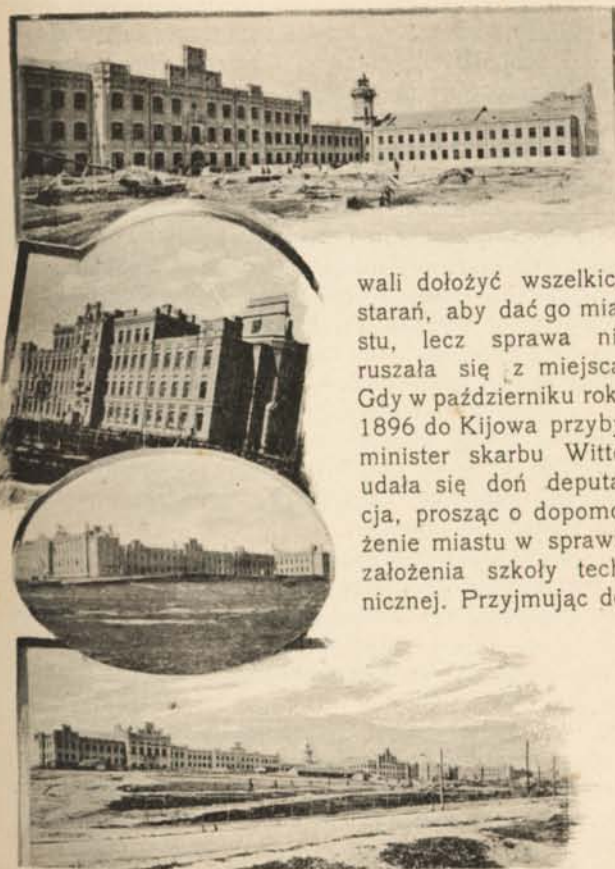 wali dołożyć wszelkic
starań, aby dać go mia
stu, lecz sprawa ni
ruszała się z miejsca
Gdy w październiku rok
1896 do Kijowa przyby
minister skarbu Witt
udała się doń deputa
cja, prosząc o dopomo
żenie miastu w spraw
założenia szkoły tech
nicznej. Przyjmując d